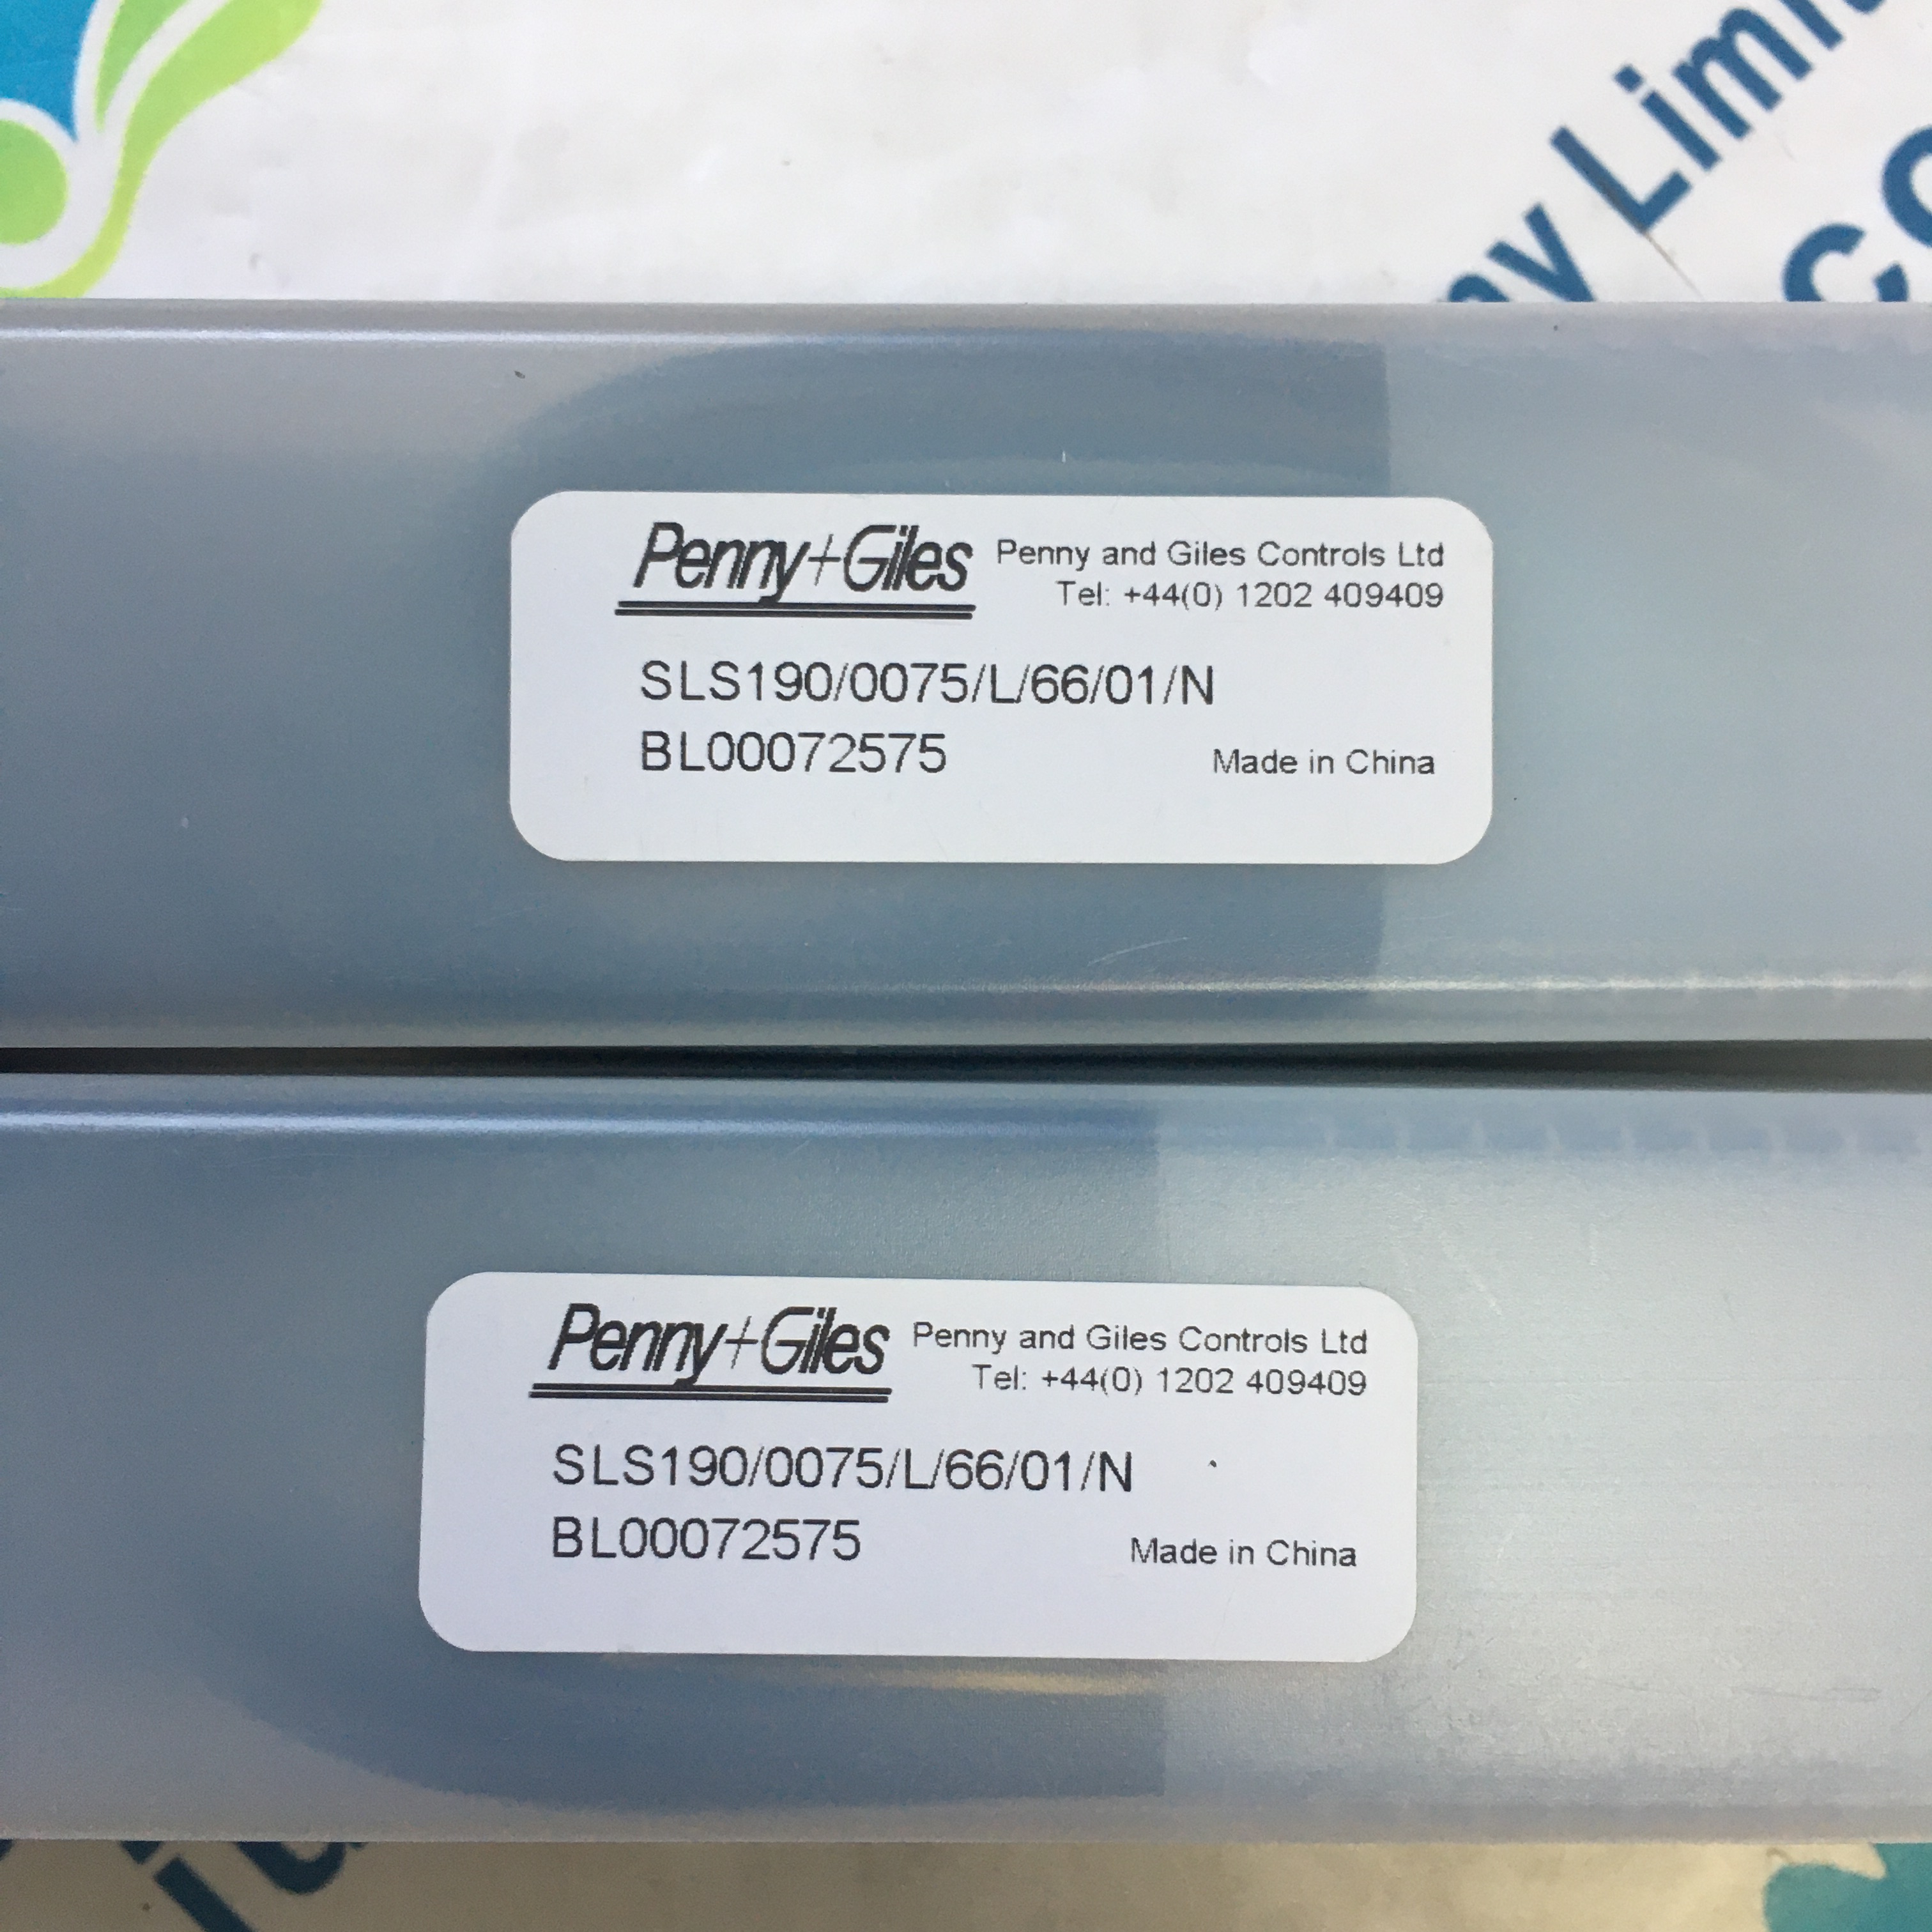 Limi
Penny+Giles Penny and Giles Controls Ltd
Tel: +44(0) 1202 409409
SLS190/0075/L/66/01/N
BL00072575 Made in China
Penny+Giles Penny and Giles Controls Ltd
Tel: +44(0) 1202 409409
SLS190/0075/L/66/01/N
BL00072575 Made in China